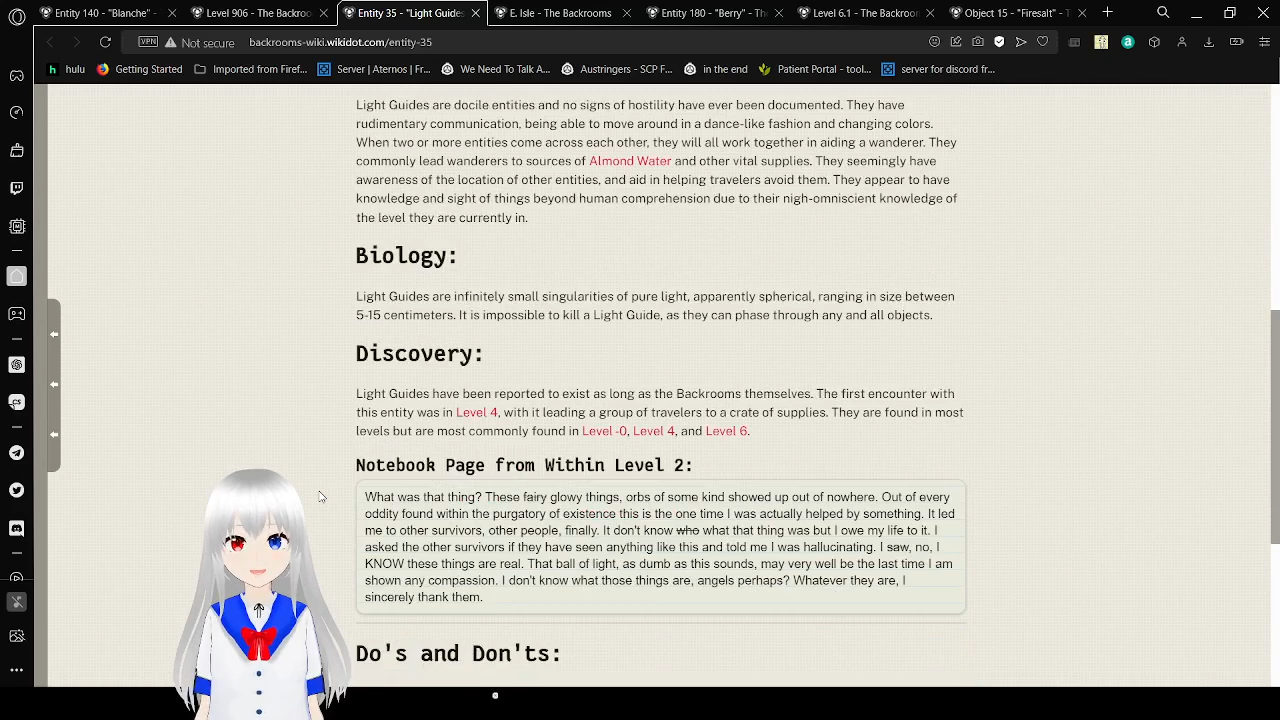 Entity 140 - "Blanche" -
Level 906 - The Backroo
Entity 35 - "Light Guides
E. Isle - The Backrooms
Entity 180 - "Berry" - The
Level 6.1 - The Backroon
Object 15 - "Firesalt" - T
VPN Not secure backrooms-wiki.wikidot.com/entity-35
hulu Getting Started Imported from Firef... Server | Aternos | Fr... We Need To Talk A... Austringers - SCP F... in the end Patient Portal - tool... server for discord fr...
Light Guides are docile entities and no signs of hostility have ever been documented. They have
rudimentary communication, being able to move around in a dance-like fashion and changing colors.
When two or more entities come across each other, they will all work together in aiding a wanderer. They
commonly lead wanderers to sources of Almond Water and other vital supplies. They seemingly have
awareness of the location of other entities, and aid in helping travelers avoid them. They appear to have
knowledge and sight of things beyond human comprehension due to their nigh-omniscient knowledge of
the level they are currently in.
Biology:
Light Guides are infinitely small singularities of pure light, apparently spherical, ranging in size between
5-15 centimeters. It is impossible to kill a Light Guide, as they can phase through any and all objects.
Discovery:
Light Guides have been reported to exist as long as the Backrooms themselves. The first encounter with
this entity was in Level 4, with it leading a group of travelers to a crate of supplies. They are found in most
levels but are most commonly found in Level -0, Level 4, and Level 6.
Notebook Page from Within Level 2:
What was that thing? These fairy glowy things, orbs of some kind showed up out of nowhere. Out of every
oddity found within the purgatory of existence this is the one time I was actually helped by something. It led
me to other survivors, other people, finally. It don't know who what that thing was but I owe my life to it. I
asked the other survivors if they have seen anything like this and told me I was hallucinating. I saw, no, I
KNOW these things are real. That ball of light, as dumb as this sounds, may very well be the last time I am
shown any compassion. I don't know what those things are, angels perhaps? Whatever they are, I
sincerely thank them.
Do's and Don'ts: